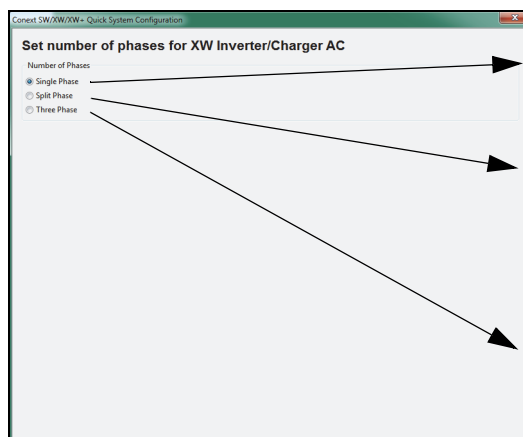 Conext SW/XW/XW+ Quick System Configuration
Set number of phases for XW Inverter/Charger AC
Number of Phases
Single Phase
Split Phase
Three Phase